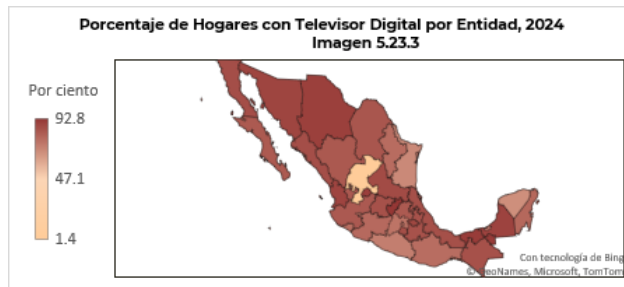 Porcentaje de Hogares con Televisor Digital por Entidad, 2024
Imagen 5.23.3
Por ciento
92.8
47.1
1.4
Con tecnología de Bing
© GeoNames, Microsoft, TomTom